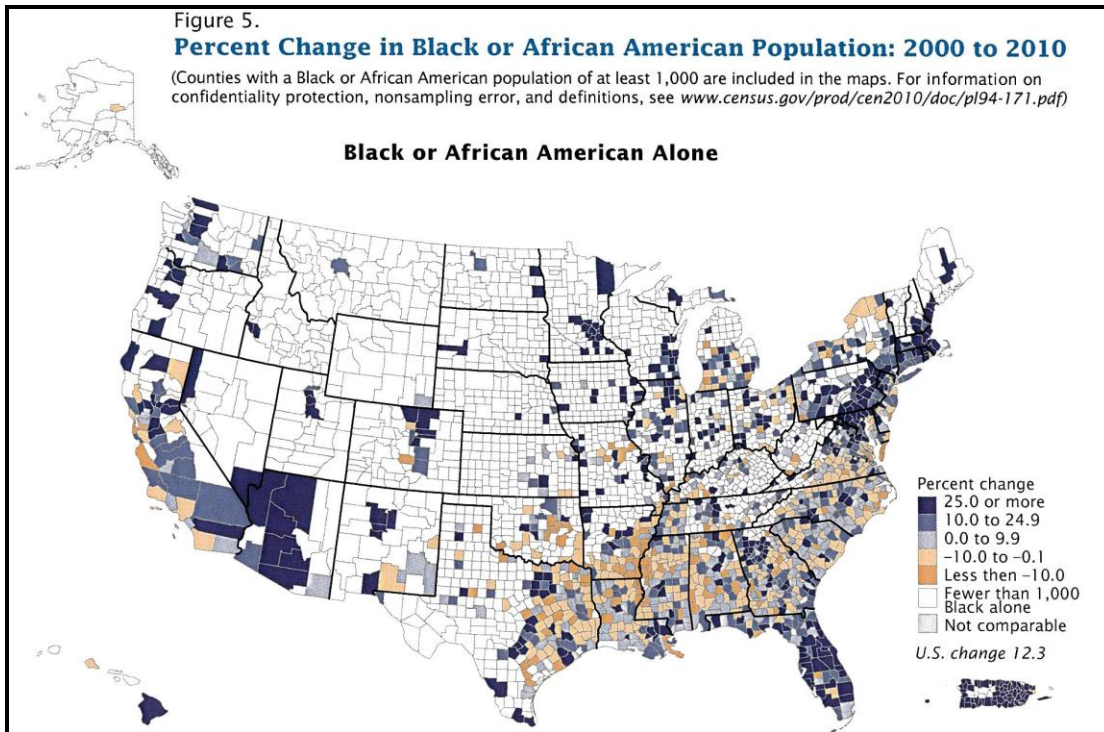 Figure 5.
Percent Change in Black or African American Population: 2000 to 2010
(Counties with a Black or African American population of at least 1,000 are included in the maps. For information on
confidentiality protection, nonsampling error, and definitions, see www.census.gov/prod/cen2010/doc/pl94-171.pdf)
Black or African American Alone
Percent change
25.0 or more
10.0 to 24.9
0.0 to 9.9
–10.0 to –0.1
Less then –10.0
Fewer than 1,000
Black alone
Not comparable
U.S. change 12.3